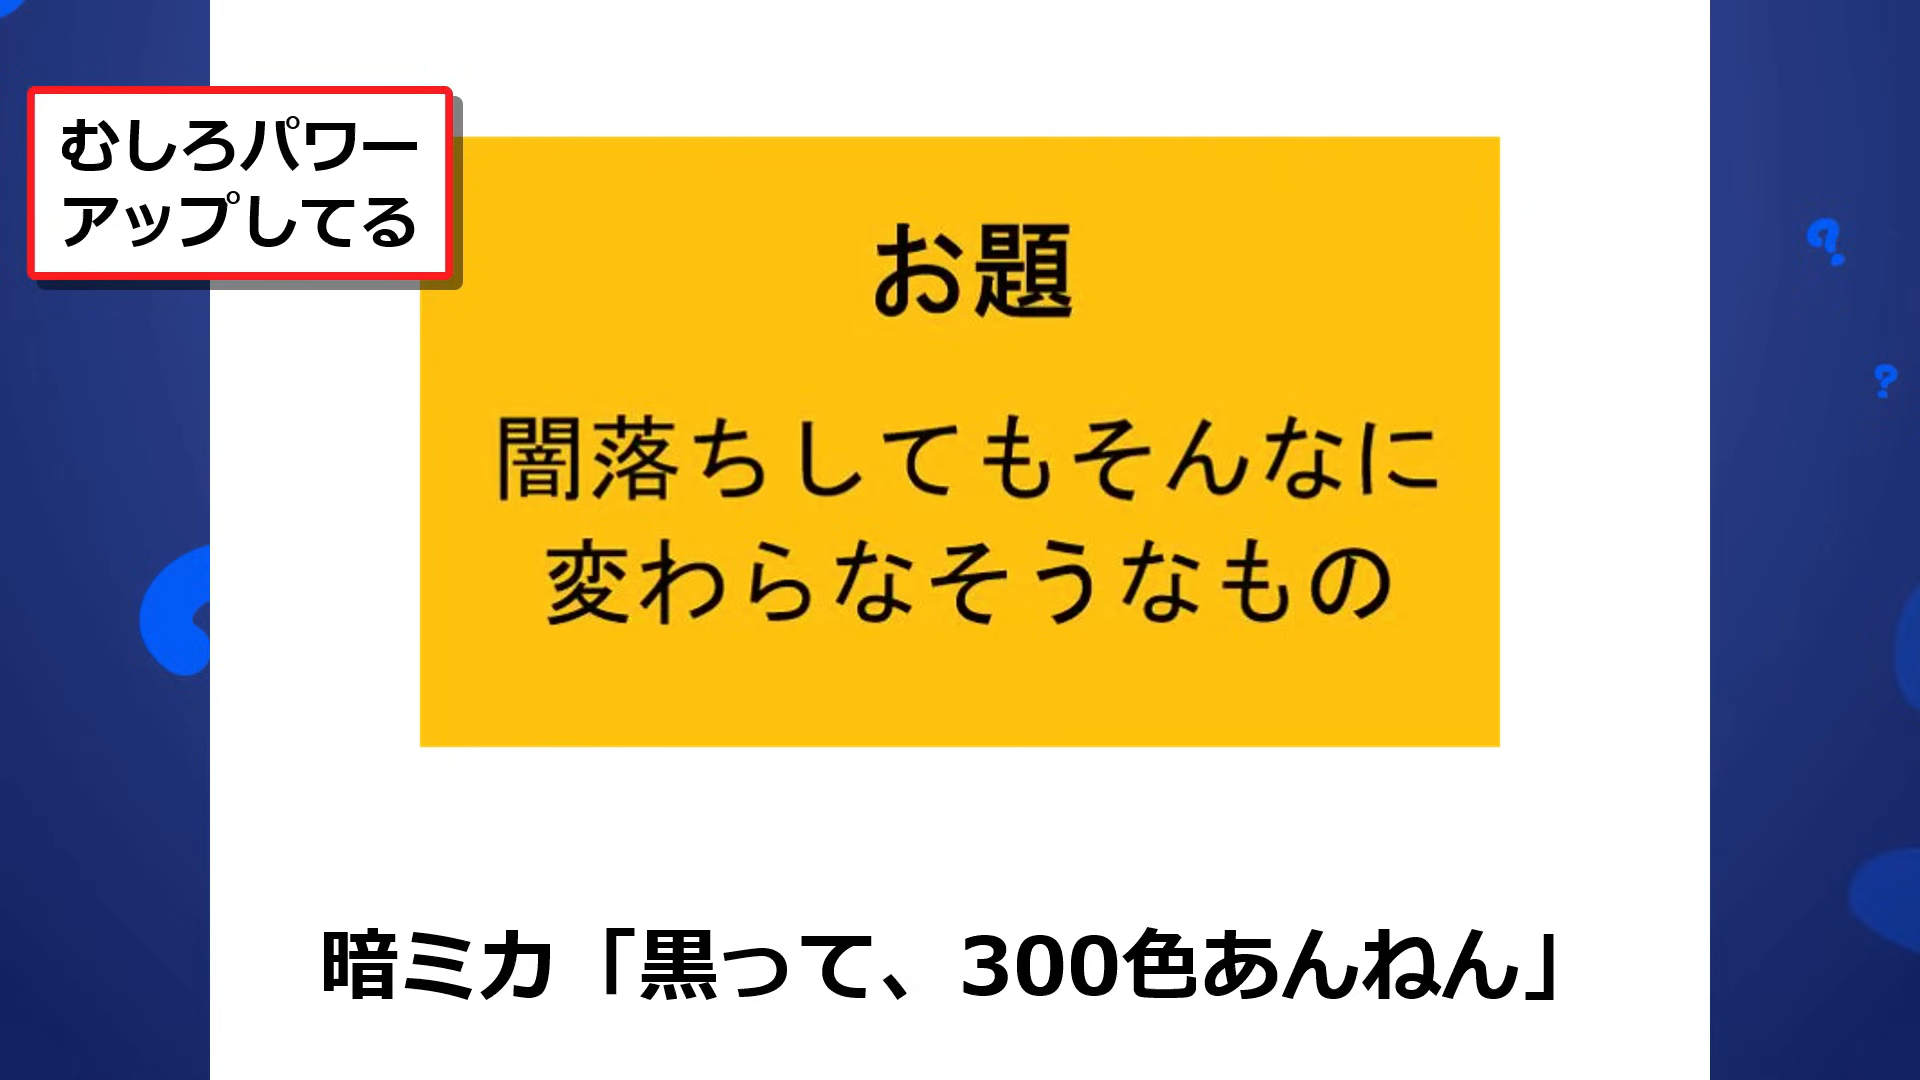 むしろパワー
アップしてる
お題
闇落ちしてもそんなに
変わらなそうなもの
暗ミカ「黒って、300色あんねん」